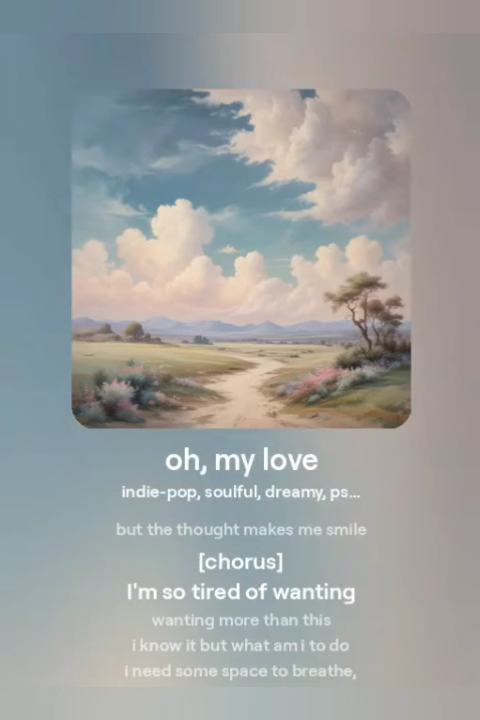 oh, my love
indie-pop, soulful, dreamy, ps...
but the thought makes me smile
[chorus]
I'm so tired of wanting
wanting more than this
i know it but what am i to do
i need some space to breathe,